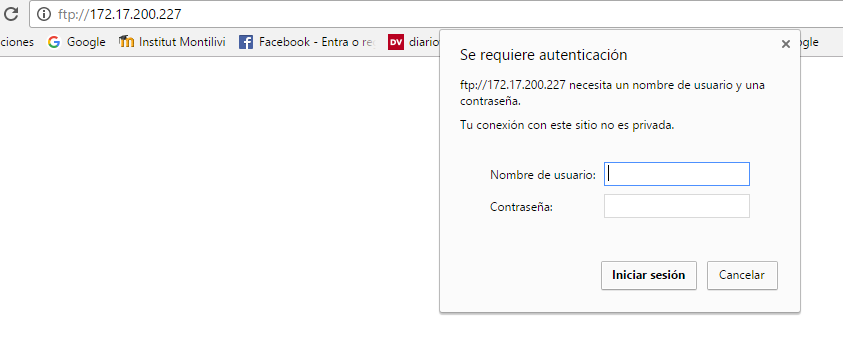 ftp://172.17.200.227
ciones Google Institut Montilivi Facebook - Entra o re diario gle
Se requiere autenticación
ftp://172.17.200.227 necesita un nombre de usuario y una
contraseña.
Tu conexión con este sitio no es privada.
Nombre de usuario:
Contraseña:
Iniciar sesión Cancelar